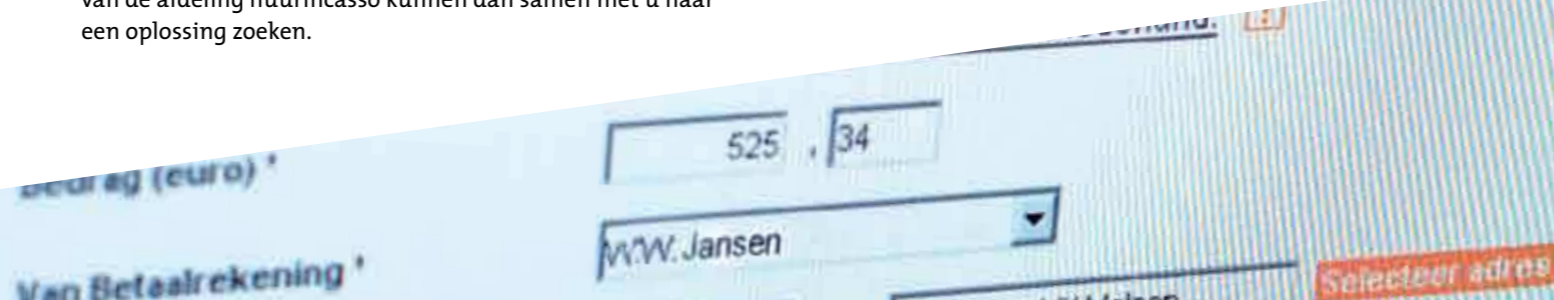 van de afdeling huurincasso kunnen dan samen met u naar
een oplossing zoeken.
Bedrag (euro) *
525 , 34
Van Betaalrekening *
W.W. Jansen
Selecteer adres